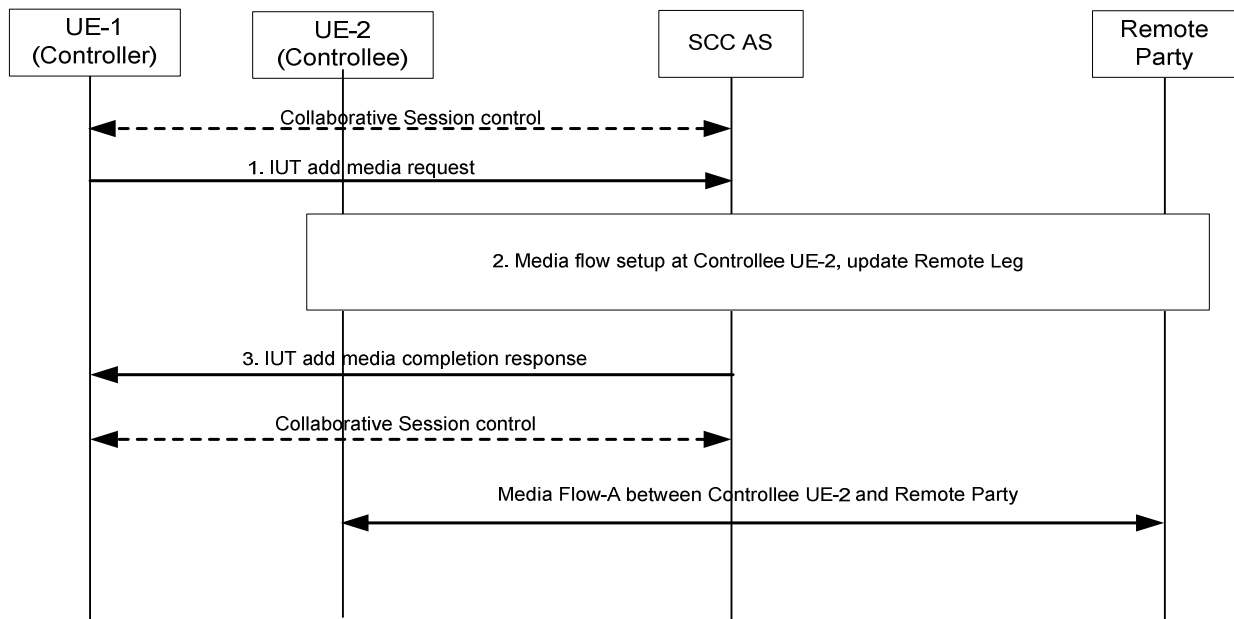 UE-1
(Controller)
UE-2
(Controllee)
SCC AS
Remote
Party
Collaborative Session control
1. IUT add media request
2. Media flow setup at Controllee UE-2, update Remote Leg
3. IUT add media completion response
Collaborative Session control
Media Flow-A between Controllee UE-2 and Remote Party